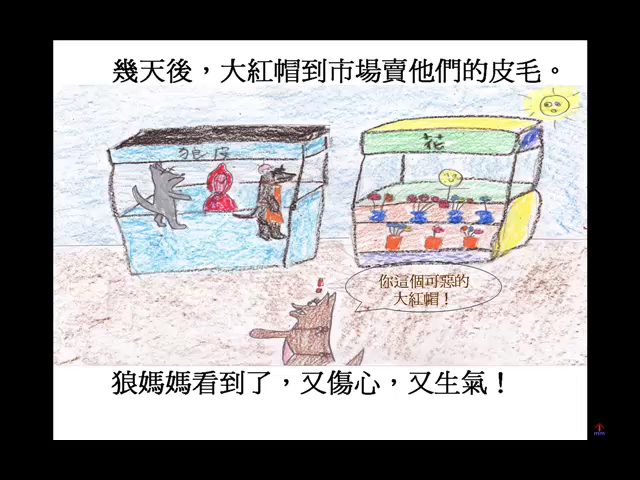 幾天後，大紅帽到市場賣他們的皮毛。
狼皮
花
!
你這個可惡的
大紅帽！
狼媽媽看到了，又傷心，又生氣！
mm